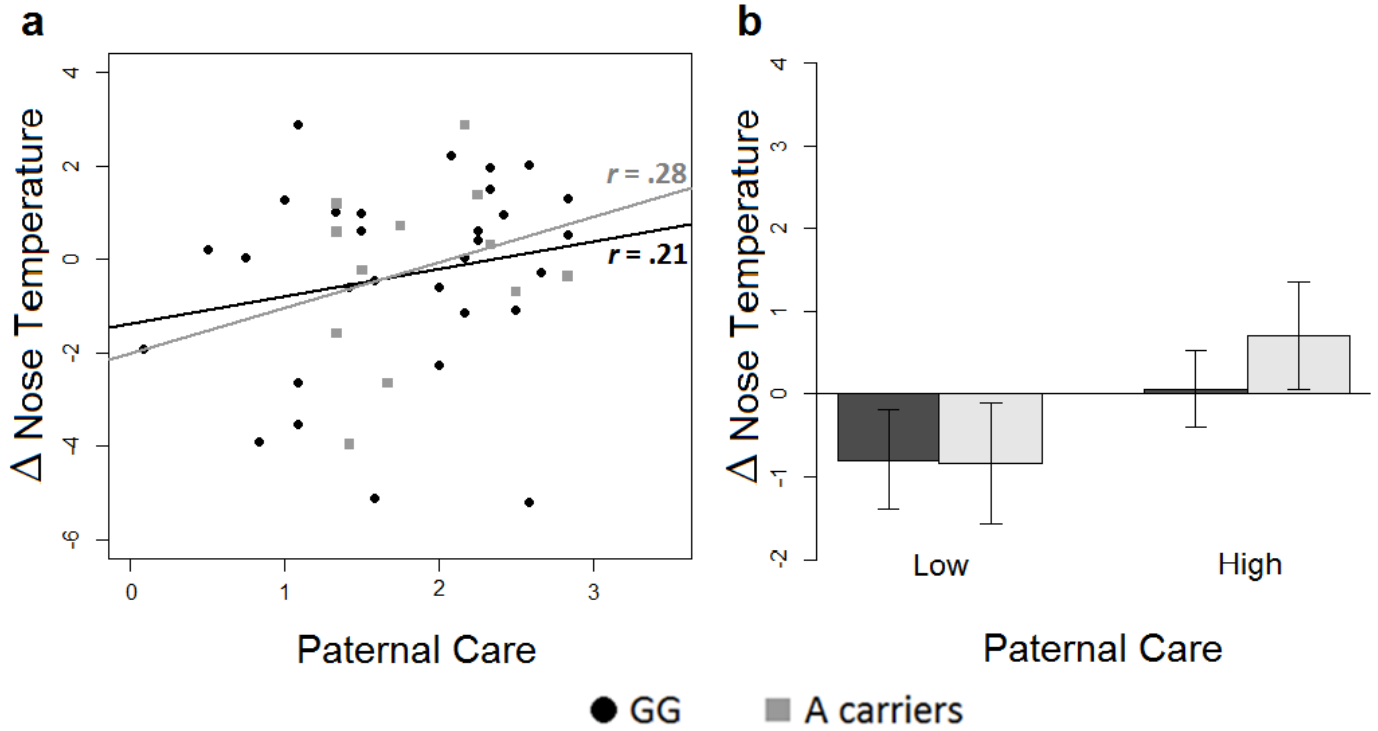 a
Δ Nose Temperature
4
2
0
-2
-4
-6
r = .28
r = .21
0
1
2
3
Paternal Care
b
Δ Nose Temperature
4
3
2
1
0
-1
-2
Low
High
Paternal Care
GG
A carriers